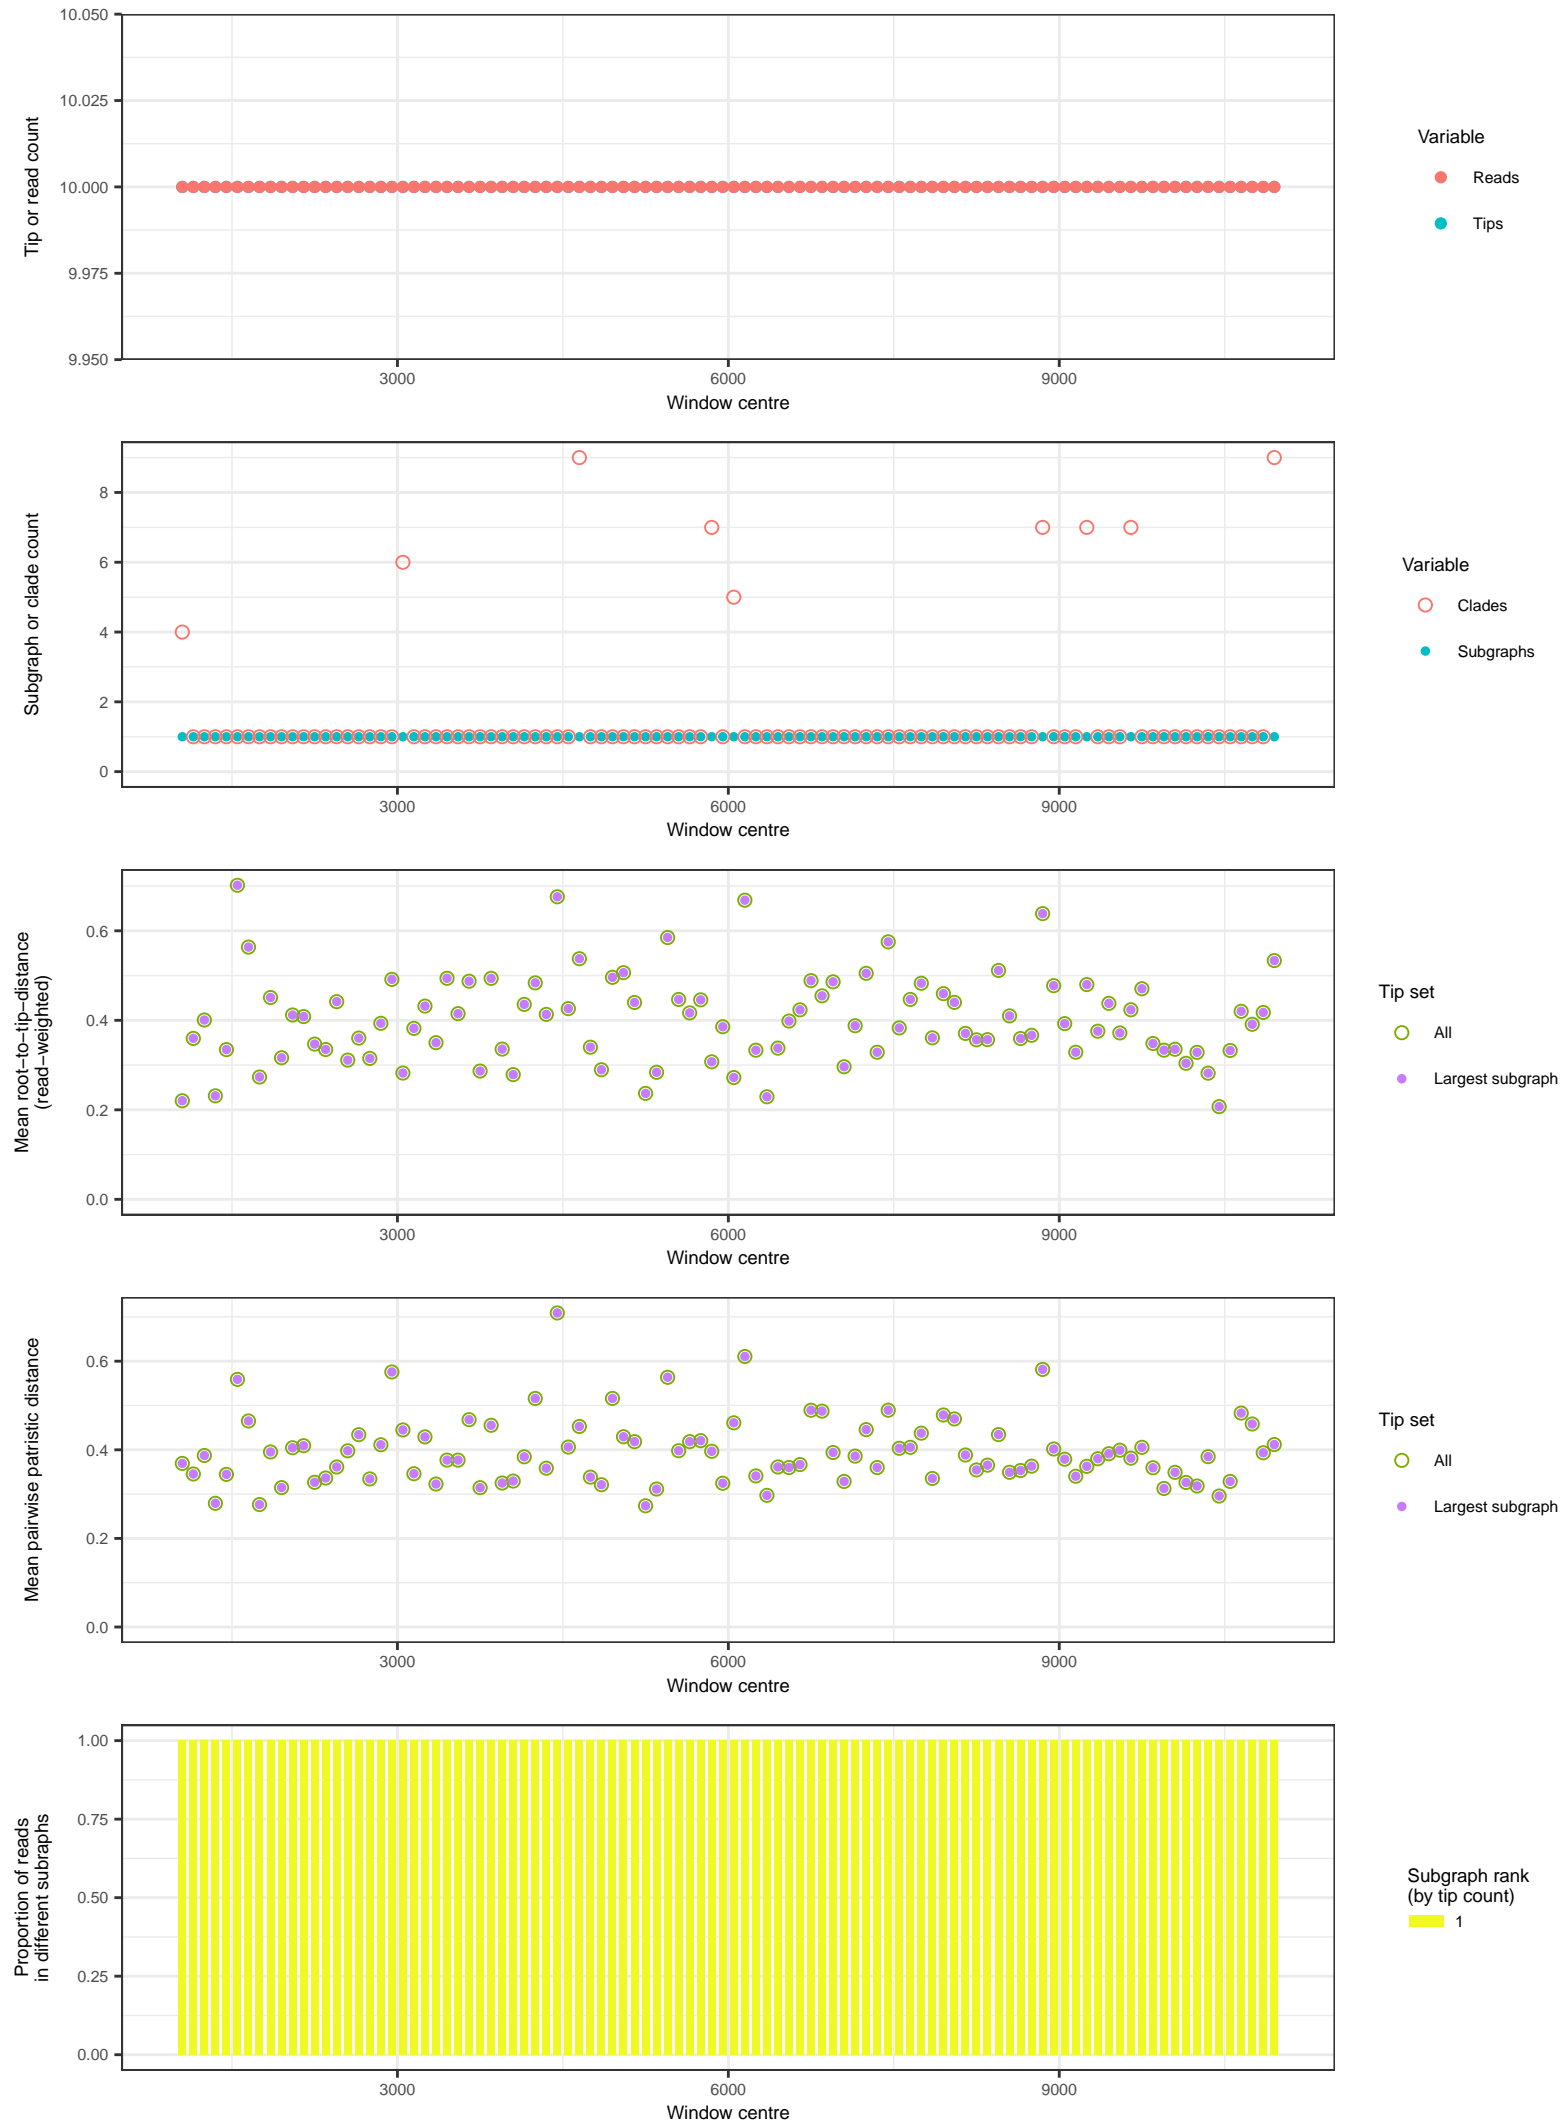 10.050
10.025
10.000
9.975
9.950
Tip or read count
3000
6000
9000
Window centre
Variable
Reads
Tips
8
6
4
2
0
Subgraph or clade count
3000
6000
9000
Window centre
Variable
Clades
Subgraphs
0.6
0.4
0.2
0.0
Mean root−to−tip−distance
(read−weighted)
3000
6000
9000
Window centre
Tip set
All
Largest subgraph
0.6
0.4
0.2
0.0
Mean pairwise patristic distance
3000
6000
9000
Window centre
Tip set
All
Largest subgraph
1.00
0.75
0.50
0.25
0.00
Proportion of reads
in different subraphs
3000
6000
9000
Window centre
Subgraph rank
(by tip count)
1